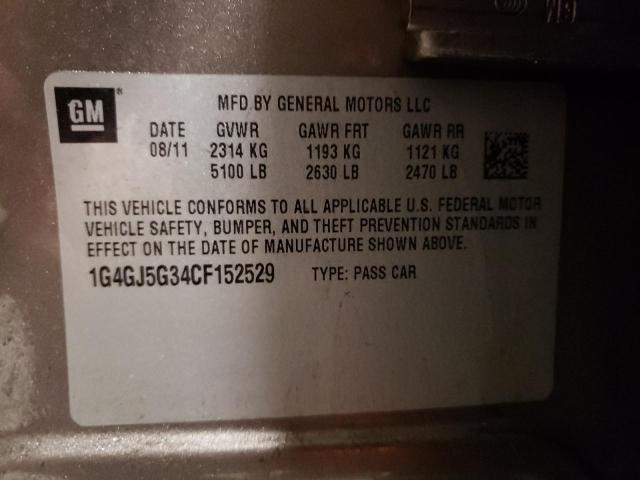 GM ®
MFD BY GENERAL MOTORS LLC
DATE GVWR GAWR FRT GAWR RR
08/11 2314 KG 1193 KG 1121 KG
5100 LB 2630 LB 2470 LB
THIS VEHICLE CONFORMS TO ALL APPLICABLE U.S. FEDERAL MOTOR
VEHICLE SAFETY, BUMPER, AND THEFT PREVENTION STANDARDS IN
EFFECT ON THE DATE OF MANUFACTURE SHOWN ABOVE.
1G4GJ5G34CF152529 TYPE: PASS CAR